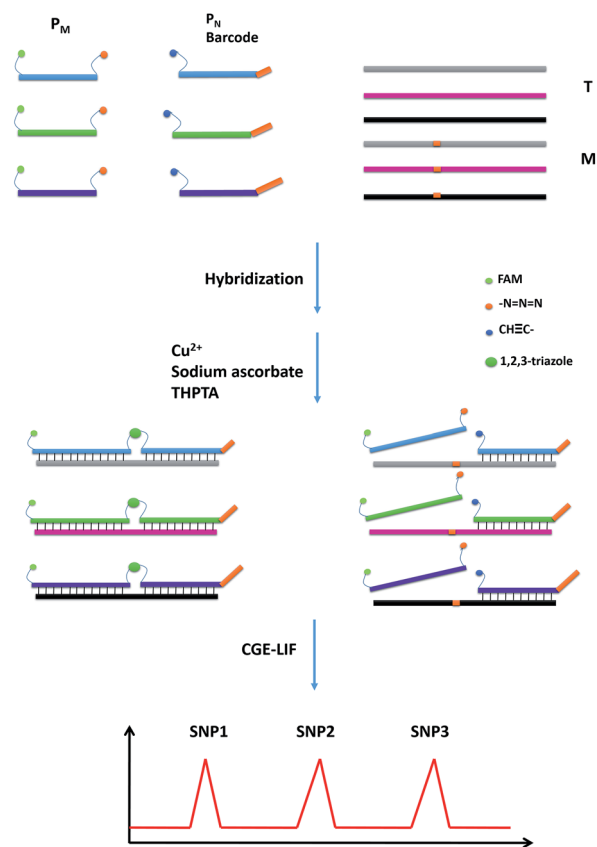 P_M
P_N
Barcode
T
M
Hybridization
FAM
-N=N=N
CH≡C-
1,2,3-triazole
Cu²⁺
Sodium ascorbate
THPTA
CGE-LIF
SNP1 SNP2 SNP3